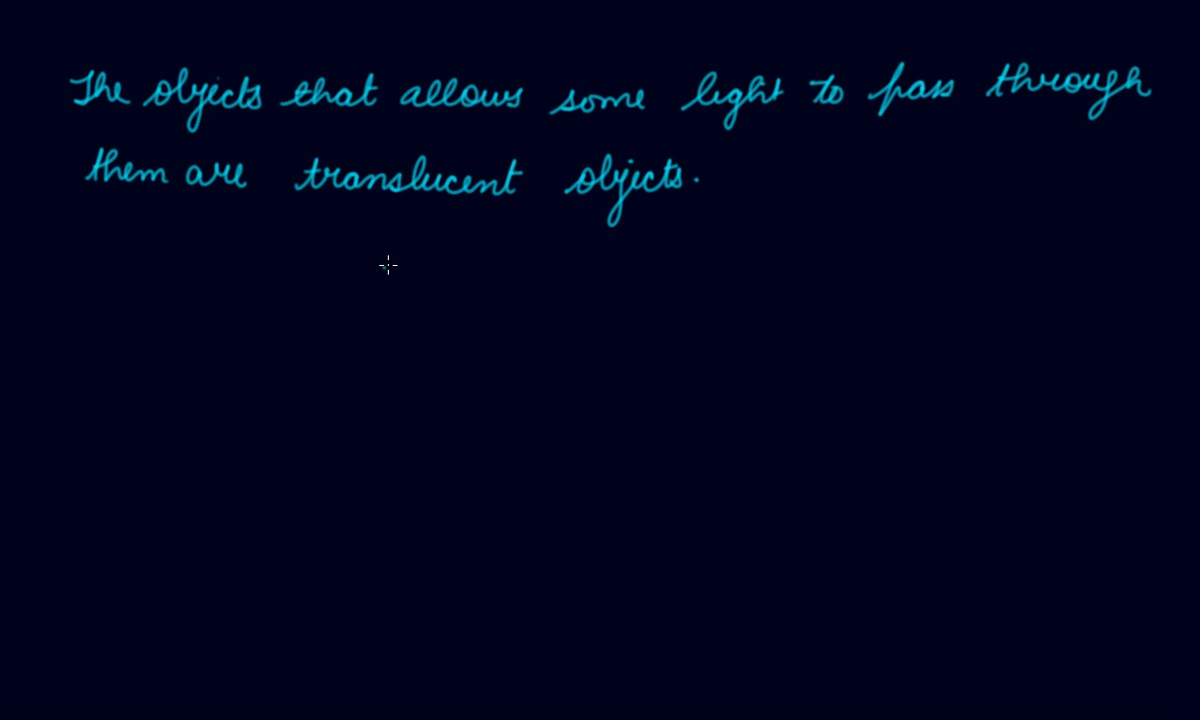 The objects that allows some light to pass through
them are translucent objects.